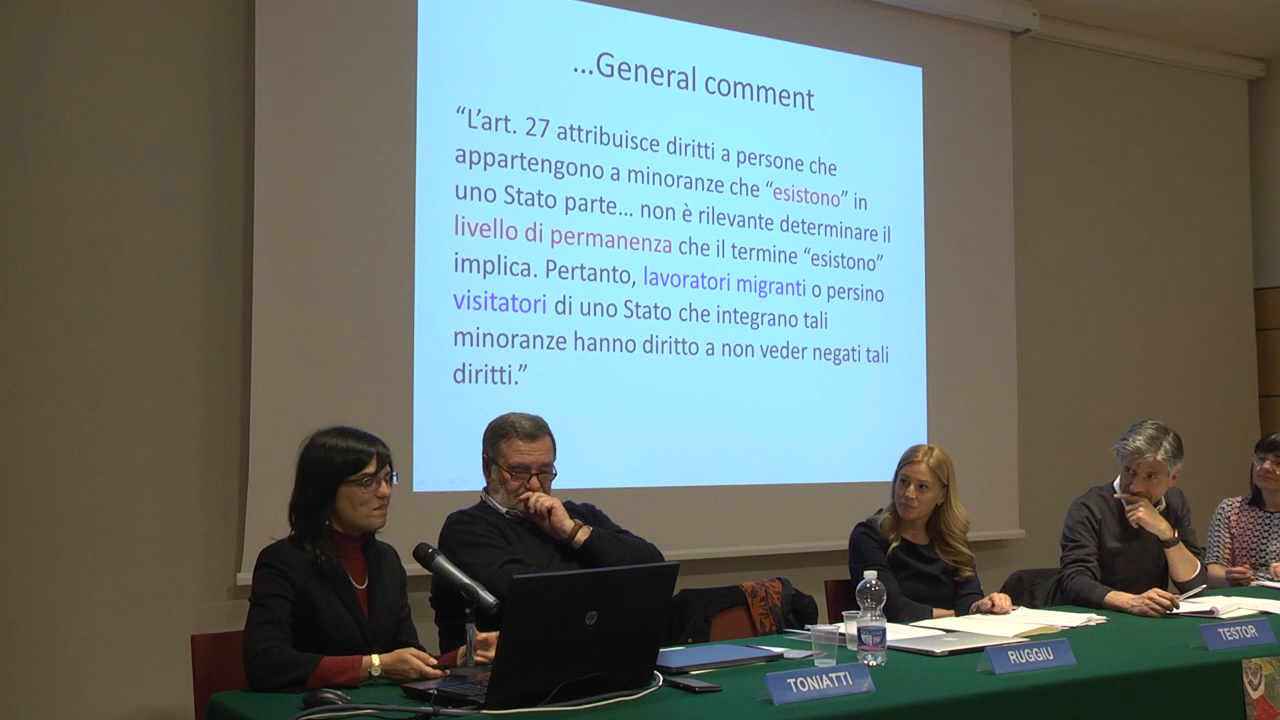 ...General comment
“L’art. 27 attribuisce diritti a persone che
appartengono a minoranze che “esistono” in
uno Stato parte... non è rilevante determinare il
livello di permanenza che il termine “esistono”
implica. Pertanto, lavoratori migranti o persino
visitatori di uno Stato che integrano tali
minoranze hanno diritto a non veder negati tali
diritti.”
hp
TONIATTI
RUGGIU
TESTOR